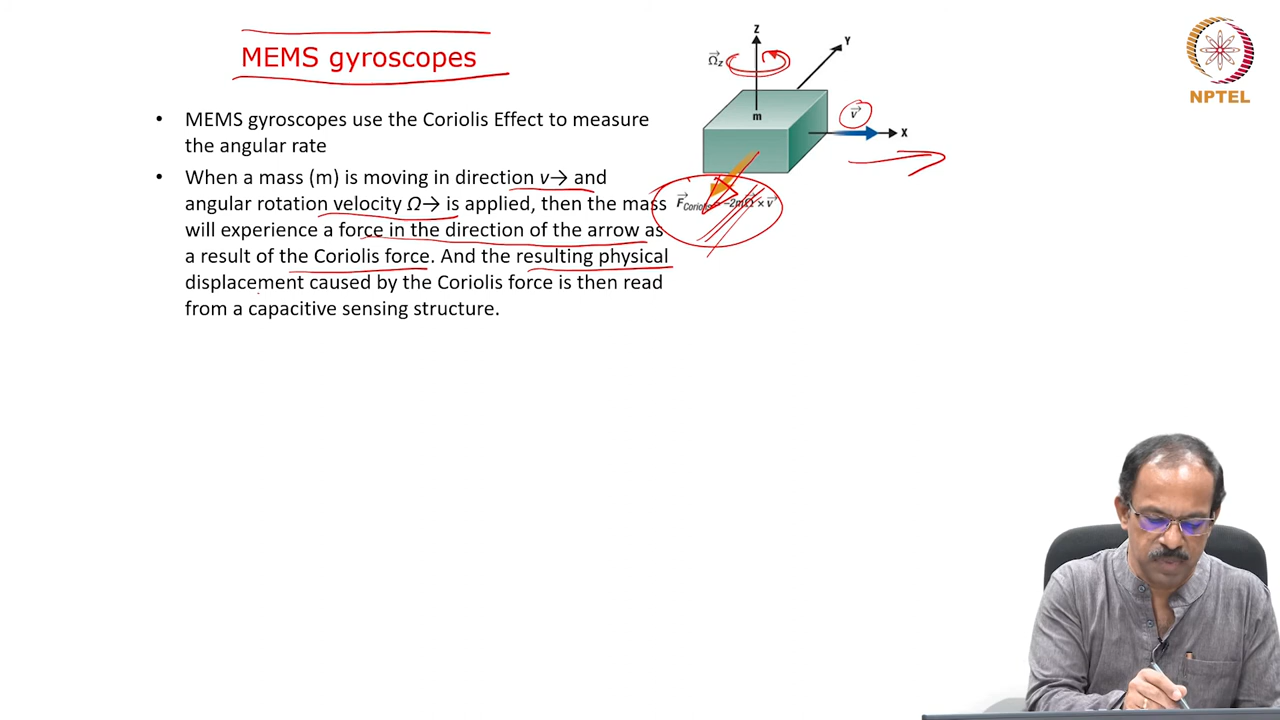 MEMS gyroscopes
• MEMS gyroscopes use the Coriolis Effect to measure
the angular rate
• When a mass (m) is moving in direction v→ and
angular rotation velocity Ω→ is applied, then the mass
will experience a force in the direction of the arrow as
a result of the Coriolis force. And the resulting physical
displacement caused by the Coriolis force is then read
from a capacitive sensing structure.
Z
Y
Ω⃗z
m
v⃗
X
F⃗Coriolis = −2mΩ⃗ × v⃗
NPTEL